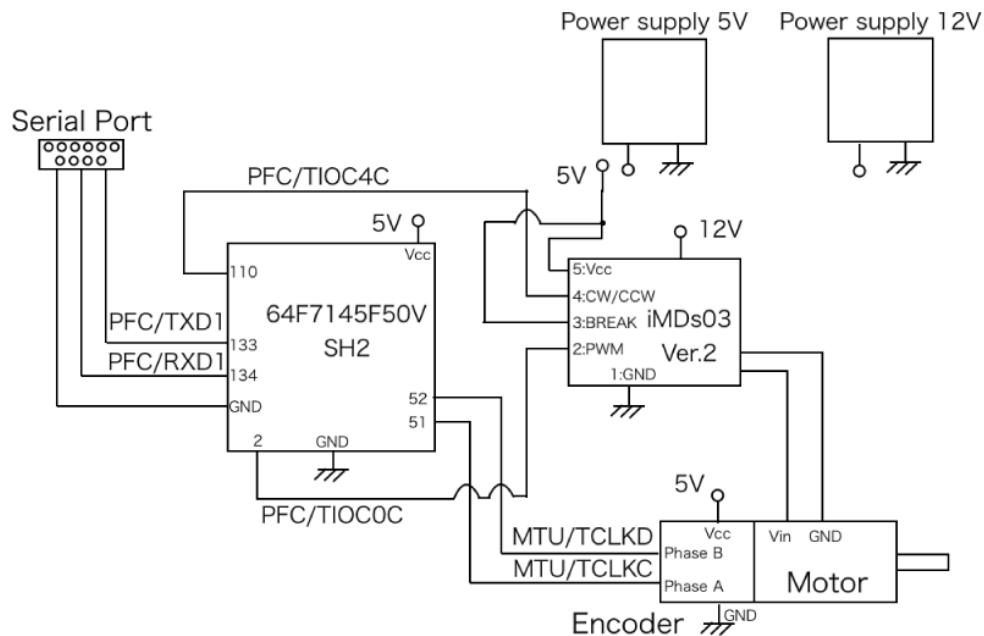 Power supply 5V
Power supply 12V
Serial Port
PFC/TIOC4C
5V
5V
12V
Vcc
110
5:Vcc
4:CW/CCW
64F7145F50V
SH2
3:BREAK
iMDs03
Ver.2
PFC/TXD1
133
2:PWM
PFC/RXD1
134
1:GND
GND
52
51
2
GND
PFC/TIOC0C
5V
MTU/TCLKD
Vcc
Vin
GND
Phase B
MTU/TCLKC
Phase A
Motor
Encoder
GND